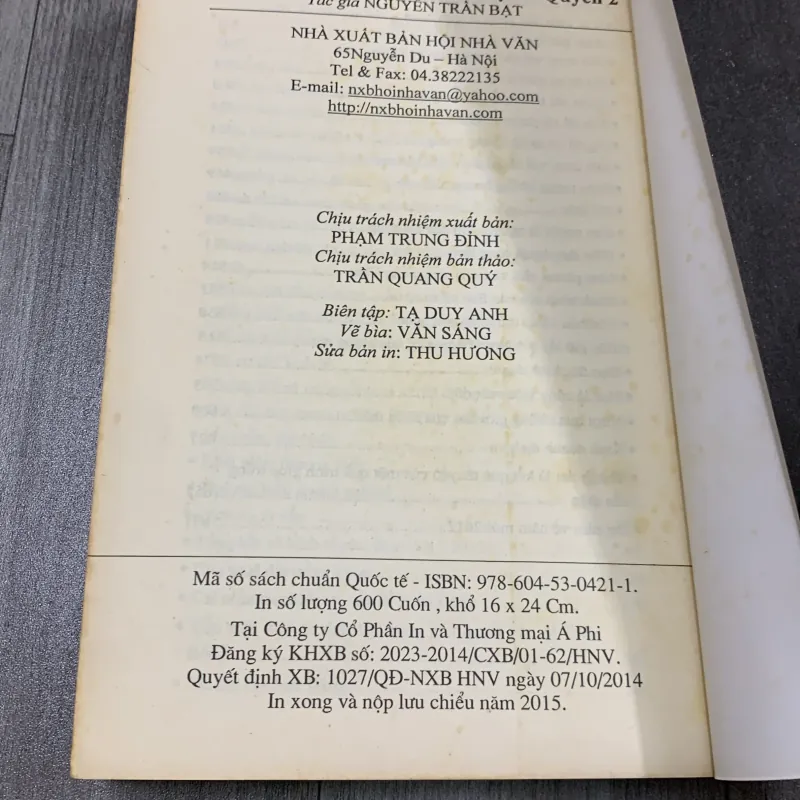 Quyển 2
Tác giả NGUYỄN TRẦN BẠT
NHÀ XUẤT BẢN HỘI NHÀ VĂN
65Nguyễn Du – Hà Nội
Tel & Fax: 04.38222135
E-mail: nxbhoinhavan@yahoo.com
http://nxbhoinhavan.com
Chịu trách nhiệm xuất bản:
PHẠM TRUNG ĐỈNH
Chịu trách nhiệm bản thảo:
TRẦN QUANG QUÝ
Biên tập: TẠ DUY ANH
Vẽ bìa: VĂN SÁNG
Sửa bản in: THU HƯƠNG
Mã số sách chuẩn Quốc tế - ISBN: 978-604-53-0421-1.
In số lượng 600 Cuốn , khổ 16 x 24 Cm.
Tại Công ty Cổ Phần In và Thương mại Á Phi
Đăng ký KHXB số: 2023-2014/CXB/01-62/HNV.
Quyết định XB: 1027/QĐ-NXB HNV ngày 07/10/2014
In xong và nộp lưu chiểu năm 2015.